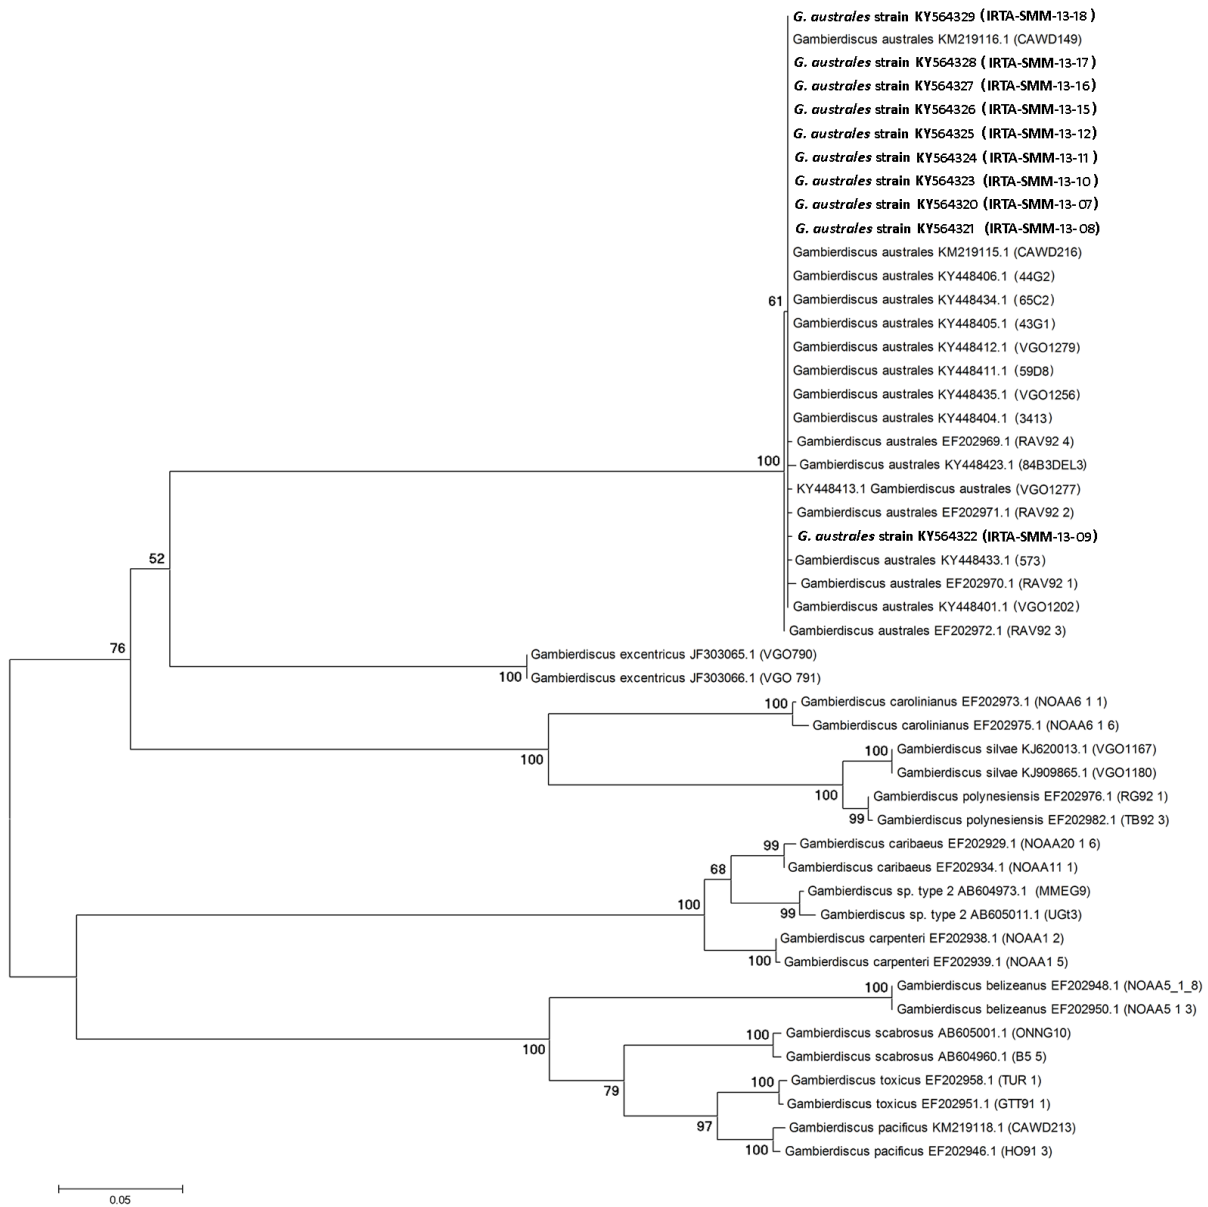 G. australes strain KY564329 (IRTA-SMM-13-18 )
Gambierdiscus australes KM219116.1 (CAWD149)
G. australes strain KY564328 (IRTA-SMM-13-17)
G. australes strain KY564327 (IRTA-SMM-13-16)
G. australes strain KY564326 (IRTA-SMM-13-15)
G. australes strain KY564325 (IRTA-SMM-13-12)
G. australes strain KY564324 (IRTA-SMM-13-11)
G. australes strain KY564323 (IRTA-SMM-13-10)
G. australes strain KY564320 (IRTA-SMM-13-07)
G. australes strain KY564321 (IRTA-SMM-13-08)
Gambierdiscus australes KM219115.1 (CAWD216)
Gambierdiscus australes KY448406.1 (44G2)
61
Gambierdiscus australes KY448434.1 (65C2)
Gambierdiscus australes KY448405.1 (43G1)
Gambierdiscus australes KY448412.1 (VGO1279)
Gambierdiscus australes KY448411.1 (59D8)
Gambierdiscus australes KY448435.1 (VGO1256)
Gambierdiscus australes KY448404.1 (3413)
Gambierdiscus australes EF202969.1 (RAV92 4)
100
Gambierdiscus australes KY448423.1 (84B3DEL3)
KY448413.1 Gambierdiscus australes (VGO1277)
Gambierdiscus australes EF202971.1 (RAV92 2)
G. australes strain KY564322 (IRTA-SMM-13-09)
52
Gambierdiscus australes KY448433.1 (573)
Gambierdiscus australes EF202970.1 (RAV92 1)
Gambierdiscus australes KY448401.1 (VGO1202)
Gambierdiscus australes EF202972.1 (RAV92 3)
76
Gambierdiscus excentricus JF303065.1 (VGO790)
100
Gambierdiscus excentricus JF303066.1 (VGO 791)
100
Gambierdiscus carolinianus EF202973.1 (NOAA6 1 1)
Gambierdiscus carolinianus EF202975.1 (NOAA6 1 6)
100
100
Gambierdiscus silvae KJ620013.1 (VGO1167)
Gambierdiscus silvae KJ909865.1 (VGO1180)
100
Gambierdiscus polynesiensis EF202976.1 (RG92 1)
99
Gambierdiscus polynesiensis EF202982.1 (TB92 3)
99
Gambierdiscus caribaeus EF202929.1 (NOAA20 1 6)
68
Gambierdiscus caribaeus EF202934.1 (NOAA11 1)
Gambierdiscus sp. type 2 AB604973.1 (MMEG9)
100
99
Gambierdiscus sp. type 2 AB605011.1 (UGt3)
Gambierdiscus carpenteri EF202938.1 (NOAA1 2)
100
Gambierdiscus carpenteri EF202939.1 (NOAA1 5)
100
Gambierdiscus belizeanus EF202948.1 (NOAA5_1_8)
Gambierdiscus belizeanus EF202950.1 (NOAA5 1 3)
100
100
Gambierdiscus scabrosus AB605001.1 (ONNG10)
Gambierdiscus scabrosus AB604960.1 (B5 5)
79
100
Gambierdiscus toxicus EF202958.1 (TUR 1)
Gambierdiscus toxicus EF202951.1 (GTT91 1)
97
Gambierdiscus pacificus KM219118.1 (CAWD213)
100
Gambierdiscus pacificus EF202946.1 (HO91 3)
0.05